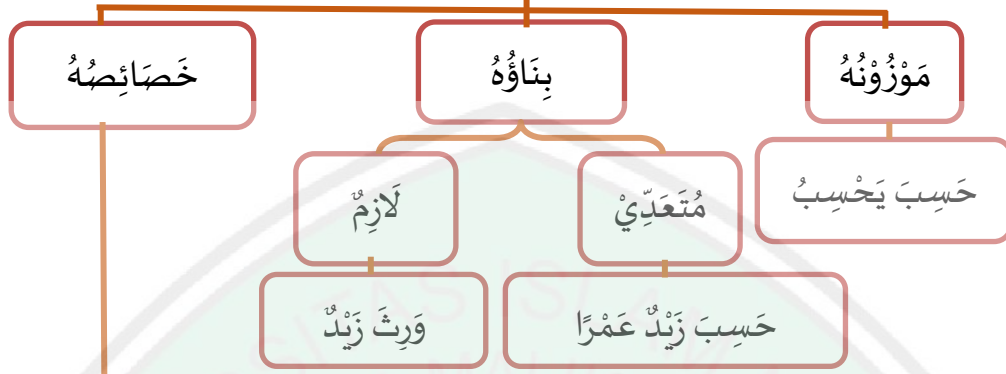 مَوْزُوْنُهُ
بِنَاؤُهُ
خَصَائِصُهُ
حَسِبَ يَحْسِبُ
مُتَعَدِّيْ
لَازِمٌ
حَسِبَ زَيْدٌ عَمْرًا
وَرِثَ زَيْدٌ